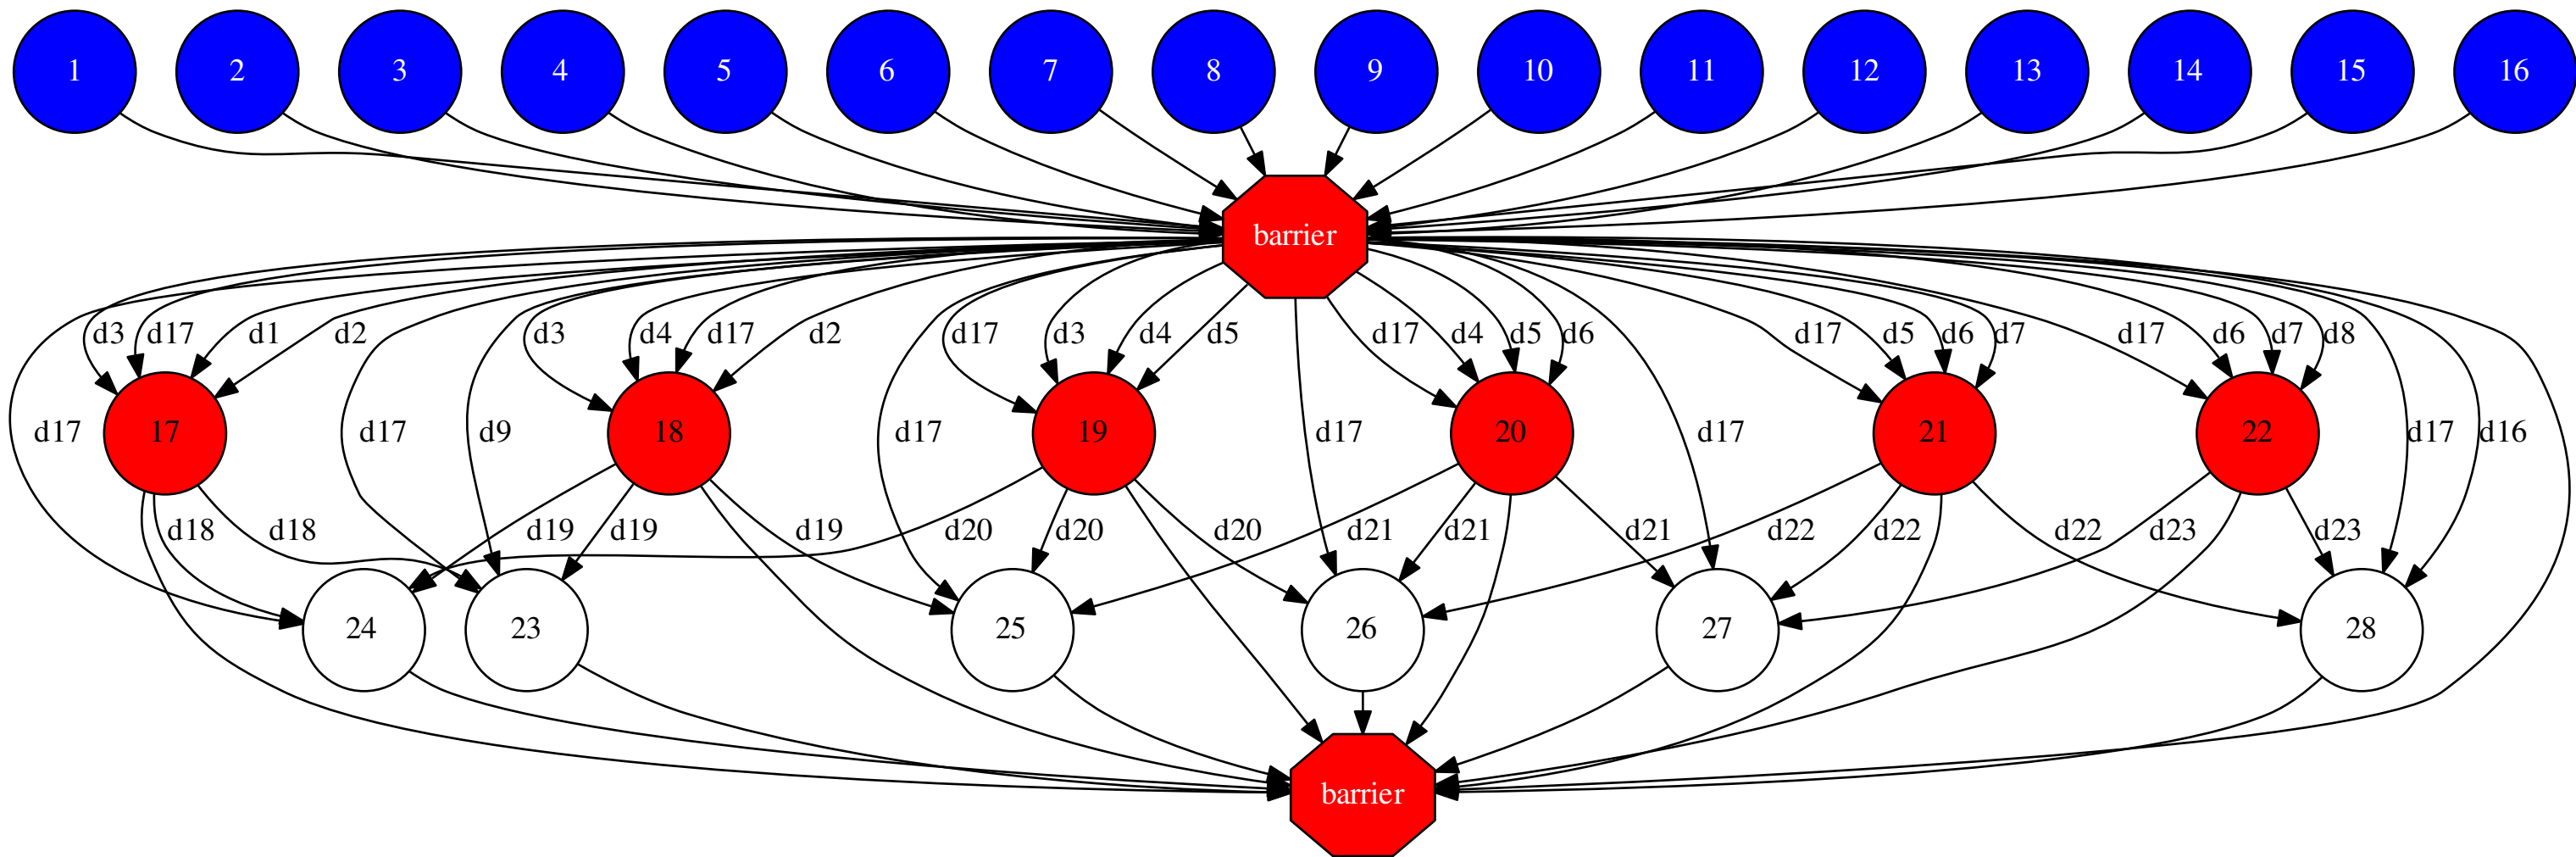 1 2 3 4 5 6 7 8 9 10 11 12 13 14 15 16
barrier
d3 d17 d1 d2 d3 d4 d17 d2 d17 d3 d4 d5 d17 d4 d5 d6 d17 d5 d6 d7 d17 d6 d7 d8
d17 17 d17 d9 18 d17 19 d17 20 d17 21 22 d17 d16
d18 d18 d19 d19 d19 d20 d20 d20 d21 d21 d21 d22 d22 d22 d23 d23
24 23 25 26 27 28
barrier